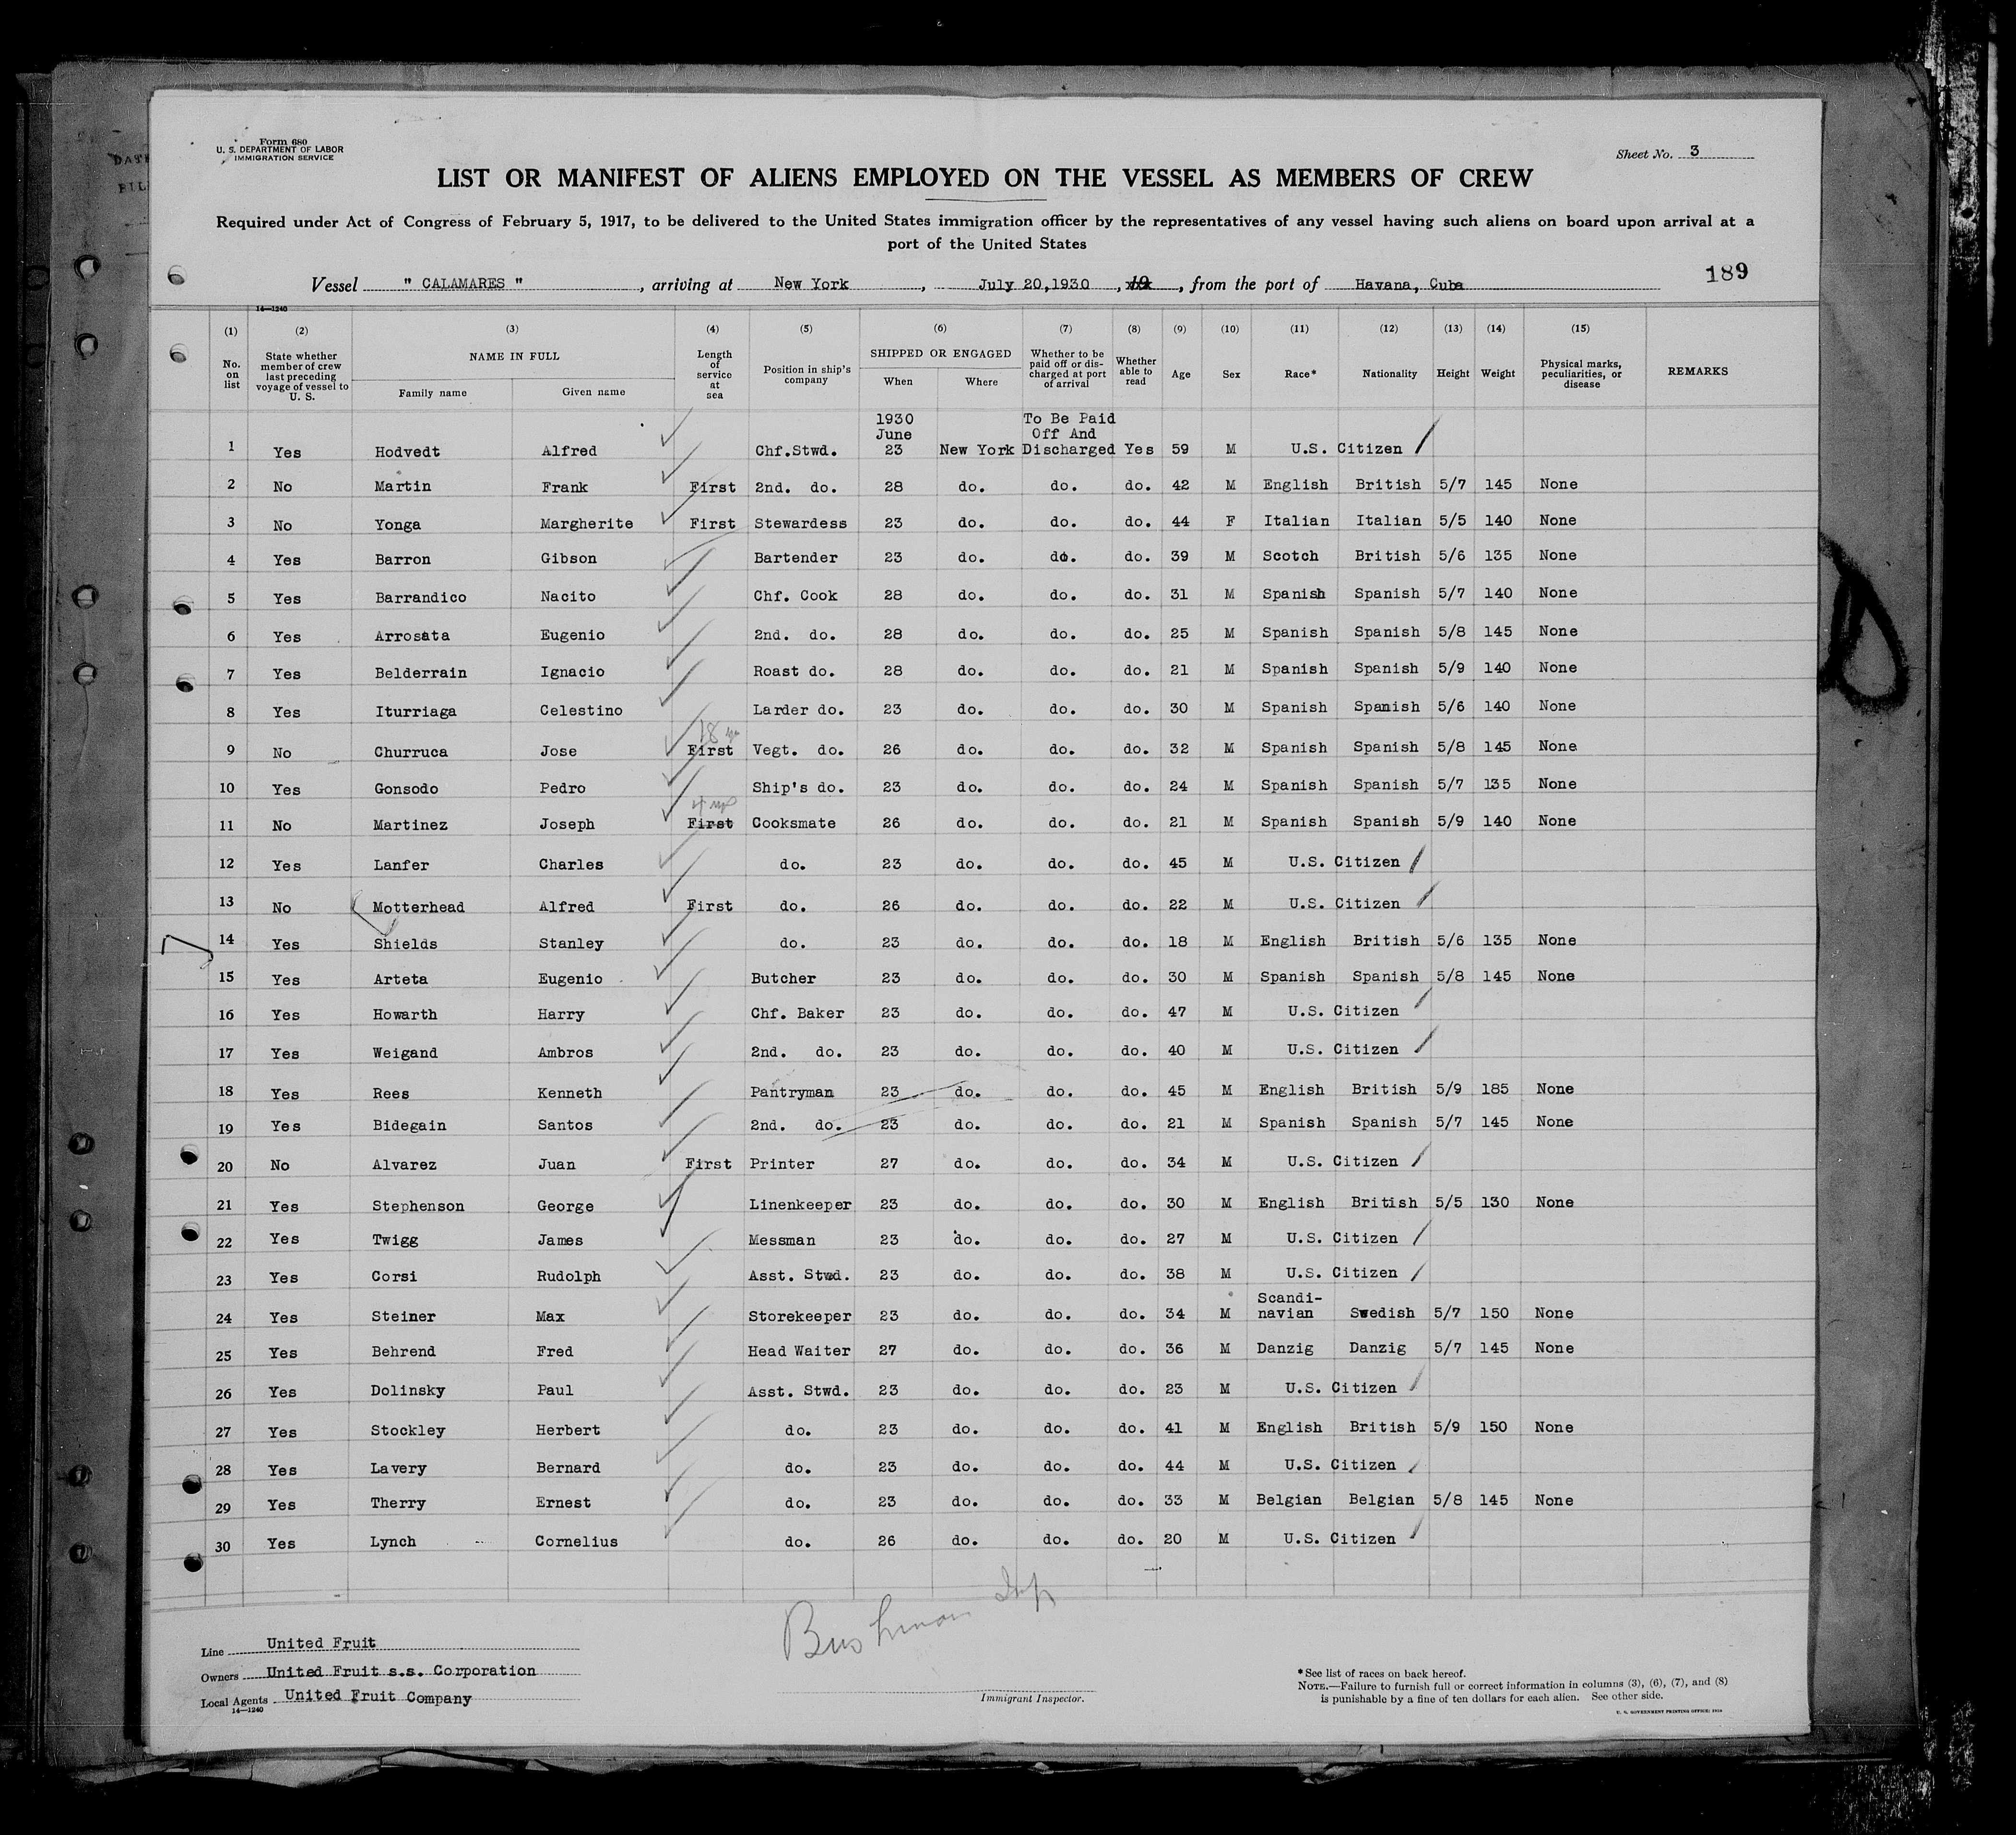 Form 680
U. S. DEPARTMENT OF LABOR
IMMIGRATION SERVICE
Sheet No. 3
LIST OR MANIFEST OF ALIENS EMPLOYED ON THE VESSEL AS MEMBERS OF CREW
Required under Act of Congress of February 5, 1917, to be delivered to the United States immigration officer by the representatives of any vessel having such aliens on board upon arrival at a
port of the United States
189
Vessel " CALAMARES " , arriving at New York , July 20,1930 , 19 , from the port of Havana, Cuba
14—1240
(1) (2) (3) (4) (5) (6) (7) (8) (9) (10) (11) (12) (13) (14) (15)
No. on list State whether member of crew last preceding voyage of vessel to U. S. NAME IN FULL Family name Given name Length of service at sea Position in ship's company SHIPPED OR ENGAGED When Where Whether to be paid off or discharged at port of arrival Whether able to read Age Sex Race* Nationality Height Weight Physical marks, peculiarities, or disease REMARKS
1930 To Be Paid
June Off And
1 Yes Hodvedt Alfred Chf.Stwd. 23 New York Discharged Yes 59 M U.S. Citizen
2 No Martin Frank First 2nd. do. 28 do. do. do. 42 M English British 5/7 145 None
3 No Yonga Margherite First Stewardess 23 do. do. do. 44 F Italian Italian 5/5 140 None
4 Yes Barron Gibson Bartender 23 do. do. do. 39 M Scotch British 5/6 135 None
5 Yes Barrandico Nacito Chf. Cook 28 do. do. do. 31 M Spanish Spanish 5/7 140 None
6 Yes Arrosata Eugenio 2nd. do. 28 do. do. do. 25 M Spanish Spanish 5/8 145 None
7 Yes Belderrain Ignacio Roast do. 28 do. do. do. 21 M Spanish Spanish 5/9 140 None
8 Yes Iturriaga Celestino Larder do. 23 do. do. do. 30 M Spanish Spanish 5/6 140 None
9 No Churruca Jose First Vegt. do. 26 do. do. do. 32 M Spanish Spanish 5/8 145 None
10 Yes Gonsodo Pedro Ship's do. 23 do. do. do. 24 M Spanish Spanish 5/7 135 None
11 No Martinez Joseph First Cooksmate 26 do. do. do. 21 M Spanish Spanish 5/9 140 None
12 Yes Lanfer Charles do. 23 do. do. do. 45 M U.S. Citizen
13 No Motterhead Alfred First do. 26 do. do. do. 22 M U.S. Citizen
14 Yes Shields Stanley do. 23 do. do. do. 18 M English British 5/6 135 None
15 Yes Arteta Eugenio Butcher 23 do. do. do. 30 M Spanish Spanish 5/8 145 None
16 Yes Howarth Harry Chf. Baker 23 do. do. do. 47 M U.S. Citizen
17 Yes Weigand Ambros 2nd. do. 23 do. do. do. 40 M U.S. Citizen
18 Yes Rees Kenneth Pantryman 23 do. do. do. 45 M English British 5/9 185 None
19 Yes Bidegain Santos 2nd. do. 23 do. do. do. 21 M Spanish Spanish 5/7 145 None
20 No Alvarez Juan First Printer 27 do. do. do. 34 M U.S. Citizen
21 Yes Stephenson George Linenkeeper 23 do. do. do. 30 M English British 5/5 130 None
22 Yes Twigg James Messman 23 do. do. do. 27 M U.S. Citizen
23 Yes Corsi Rudolph Asst. Stwd. 23 do. do. do. 38 M U.S. Citizen
24 Yes Steiner Max Storekeeper 23 do. do. do. 34 M Scandi-navian Swedish 5/7 150 None
25 Yes Behrend Fred Head Waiter 27 do. do. do. 36 M Danzig Danzig 5/7 145 None
26 Yes Dolinsky Paul Asst. Stwd. 23 do. do. do. 23 M U.S. Citizen
27 Yes Stockley Herbert do. 23 do. do. do. 41 M English British 5/9 150 None
28 Yes Lavery Bernard do. 23 do. do. do. 44 M U.S. Citizen
29 Yes Therry Ernest do. 23 do. do. do. 33 M Belgian Belgian 5/8 145 None
30 Yes Lynch Cornelius do. 26 do. do. do. 20 M U.S. Citizen
Bushman Insp
Line United Fruit
Owners United Fruit s.s. Corporation
Local Agents United Fruit Company
14—1240
Immigrant Inspector.
*See list of races on back hereof.
NOTE.—Failure to furnish full or correct information in columns (3), (6), (7), and (8)
is punishable by a fine of ten dollars for each alien. See other side.